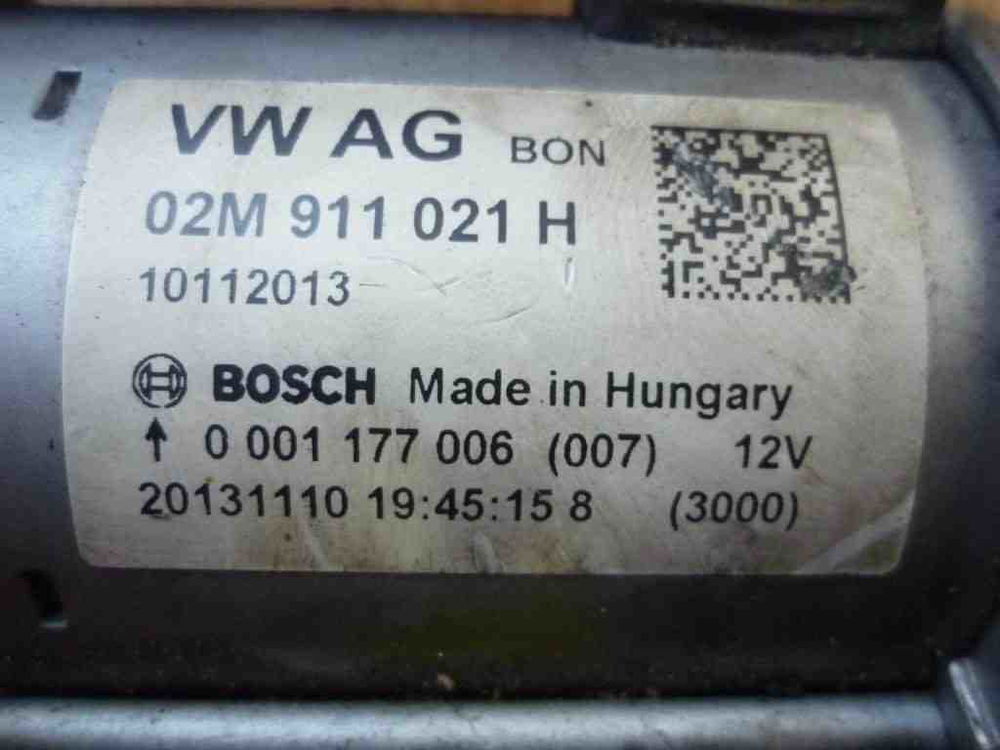 VW AG BON
02M 911 021 H
10112013
BOSCH Made in Hungary
↑ 0 001 177 006 (007) 12V
20131110 19:45:15 8 (3000)